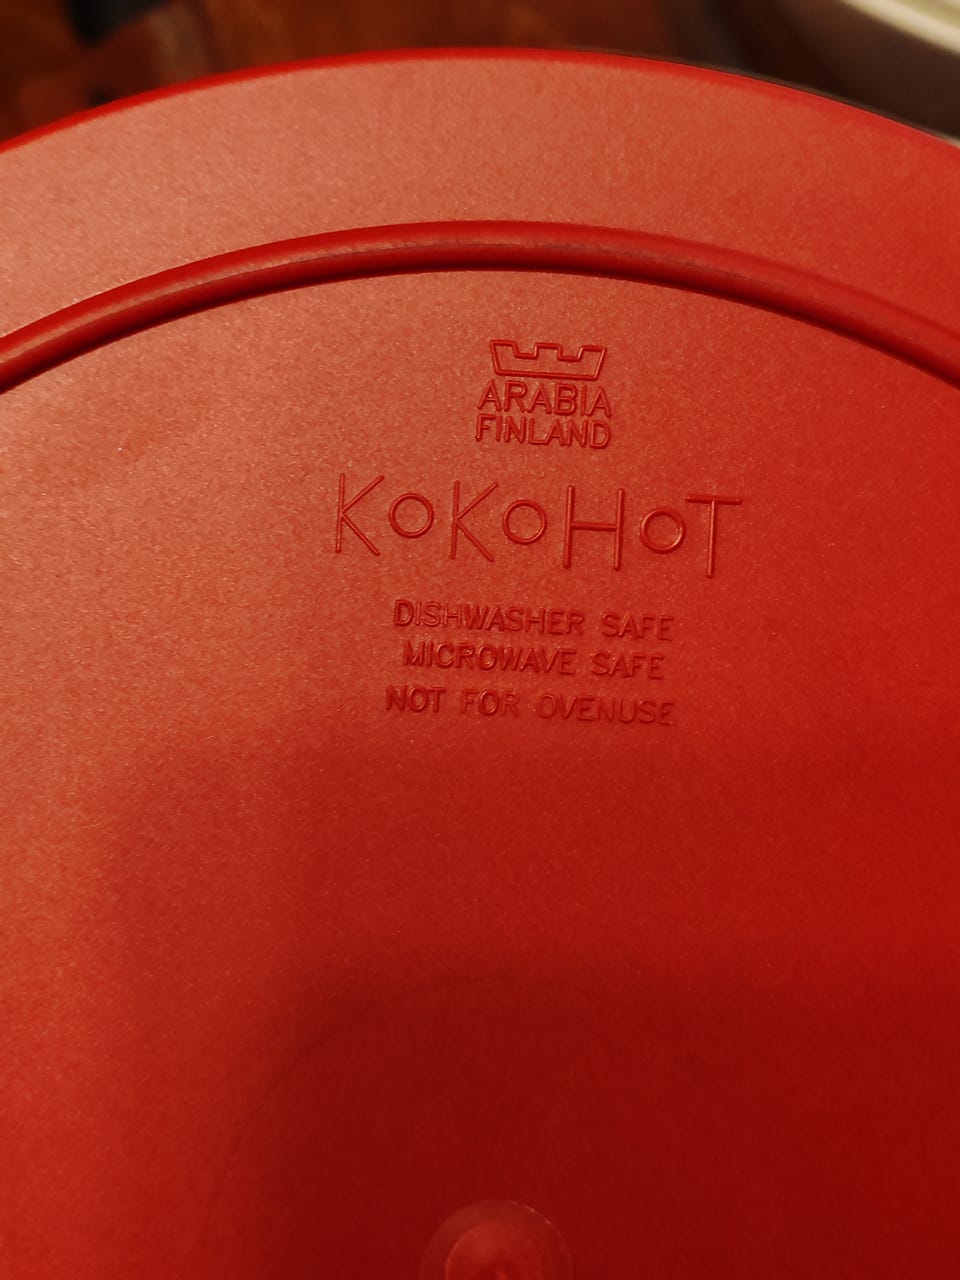 ARABIA
FINLAND
KoKoHoT
DISHWASHER SAFE
MICROWAVE SAFE
NOT FOR OVENUSE